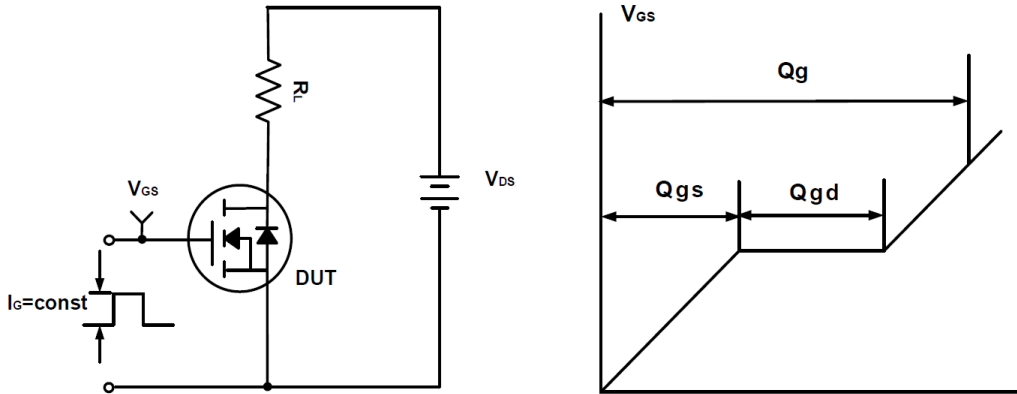 VGS
Qg
RL
VGS
VDS
Qgs
Qgd
DUT
IG=const